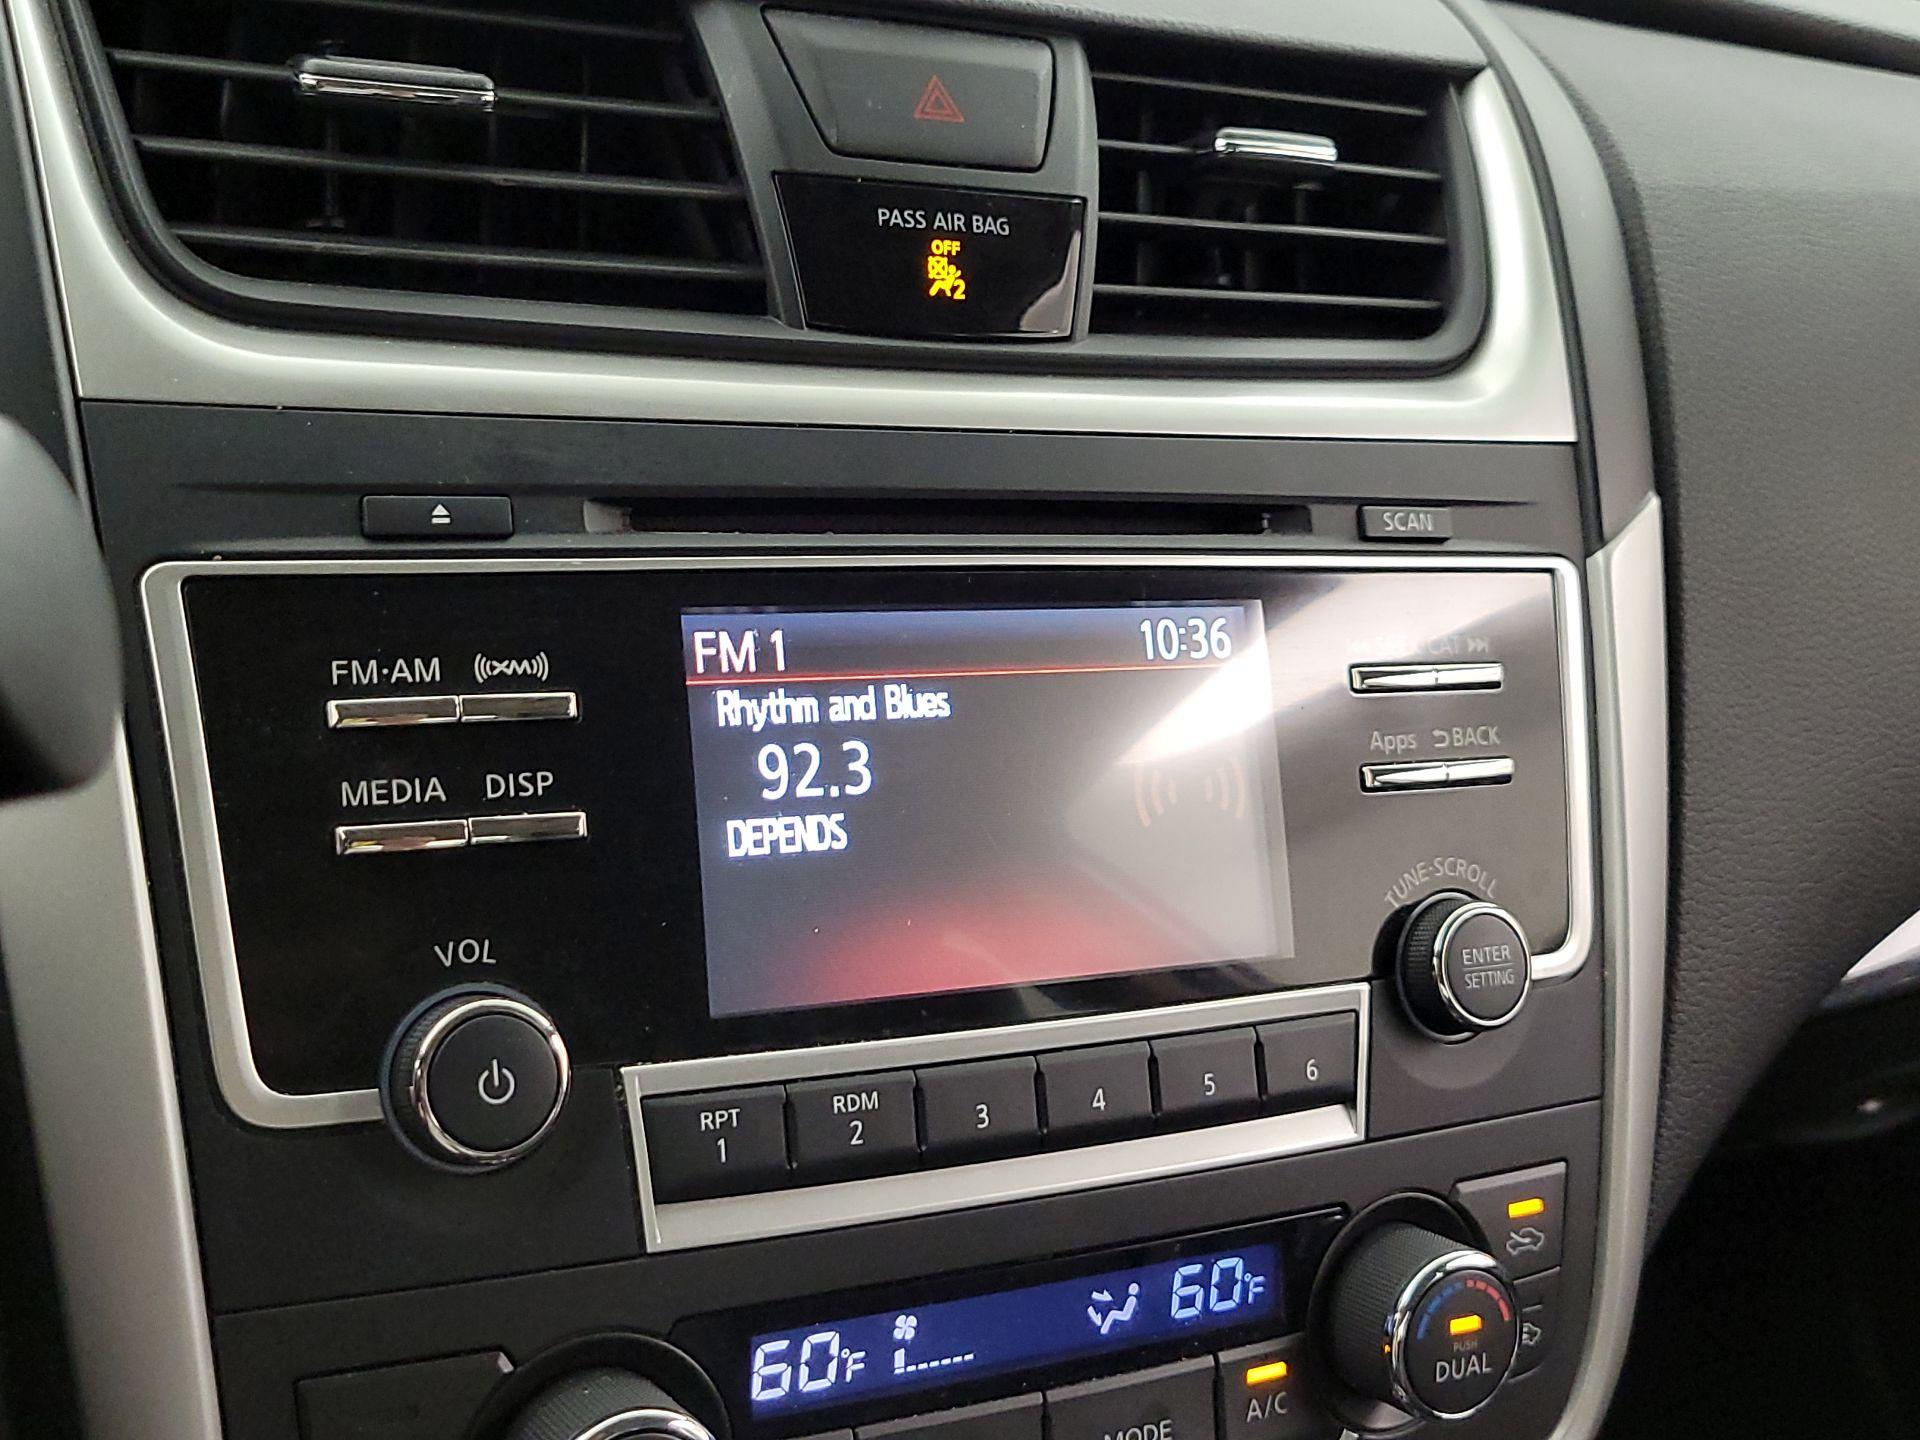 PASS AIR BAG
OFF
2
SCAN
FM·AM
XM
FM 1
10:36
SEEK·CAT
Rhythm and Blues
92.3
DEPENDS
MEDIA
DISP
Apps
BACK
TUNE·SCROLL
ENTER
SETTING
VOL
RPT
1
RDM
2
3
4
5
6
60°F
60°F
PUSH
DUAL
A/C
MODE